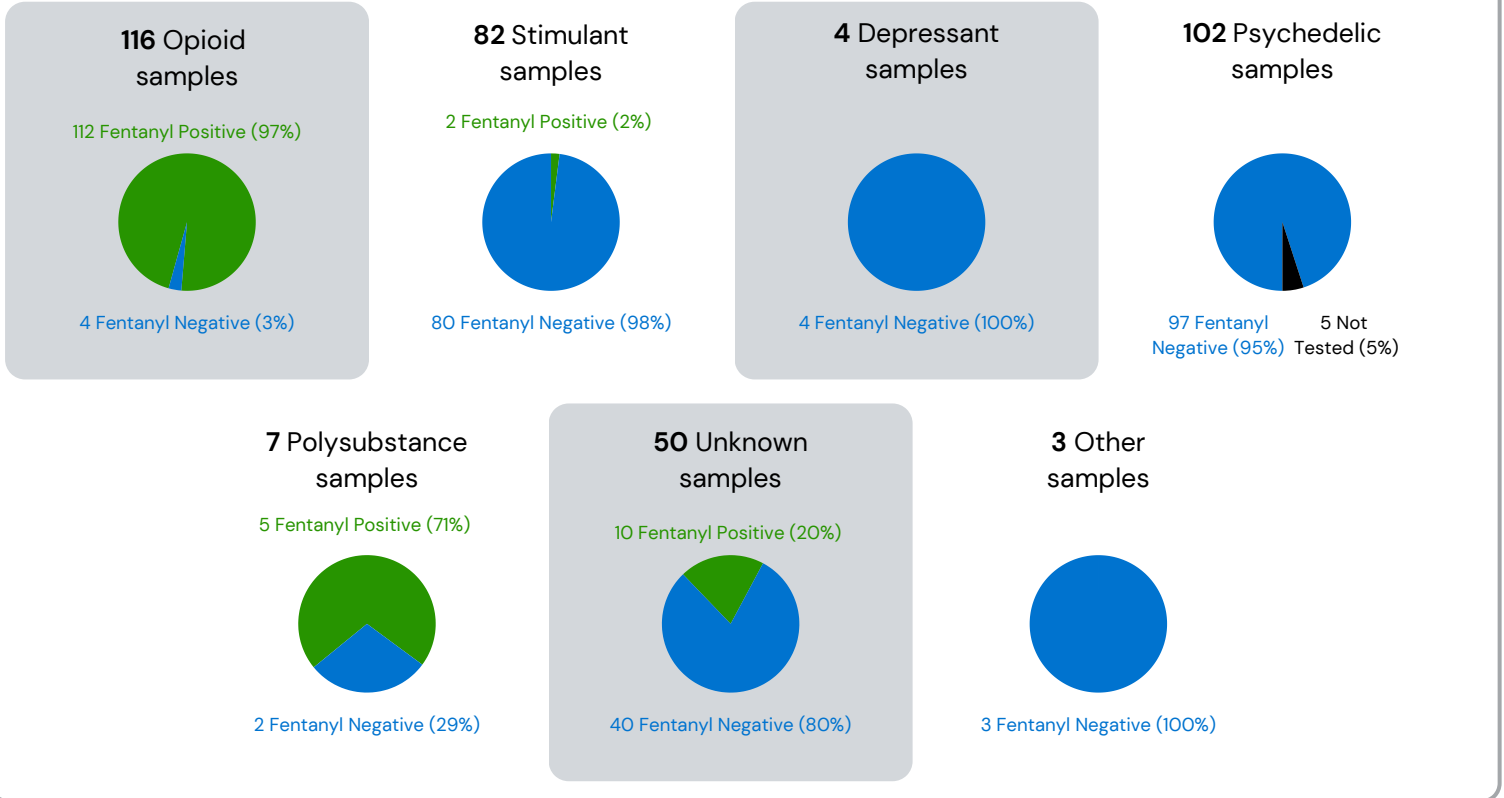 116 Opioid
samples
112 Fentanyl Positive (97%)
4 Fentanyl Negative (3%)
82 Stimulant
samples
2 Fentanyl Positive (2%)
80 Fentanyl Negative (98%)
4 Depressant
samples
4 Fentanyl Negative (100%)
102 Psychedelic
samples
97 Fentanyl
Negative (95%)
5 Not
Tested (5%)
7 Polysubstance
samples
5 Fentanyl Positive (71%)
2 Fentanyl Negative (29%)
50 Unknown
samples
10 Fentanyl Positive (20%)
40 Fentanyl Negative (80%)
3 Other
samples
3 Fentanyl Negative (100%)